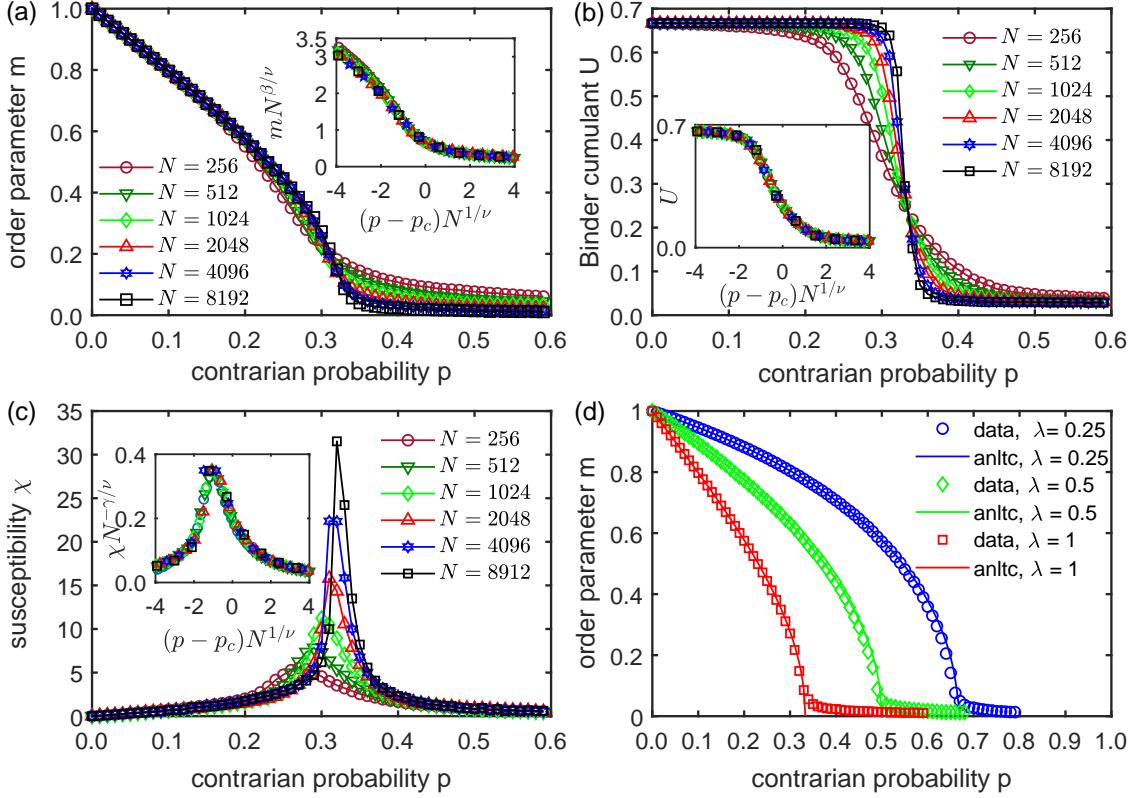 (a)
order parameter m
1.0
0.8
0.6
0.4
0.2
0.0
0.0 0.1 0.2 0.3 0.4 0.5 0.6
contrarian probability p
N = 256
N = 512
N = 1024
N = 2048
N = 4096
N = 8192
mN^{β/ν}
3.5
2
1
0
-4 -2 0 2 4
(p − p_c)N^{1/ν}
(b)
Binder cumulant U
0.7
0.6
0.5
0.4
0.3
0.2
0.1
0.0
0.0 0.1 0.2 0.3 0.4 0.5 0.6
contrarian probability p
N = 256
N = 512
N = 1024
N = 2048
N = 4096
N = 8192
U
0.7
0.0
-4 -2 0 2 4
(p − p_c)N^{1/ν}
(c)
susceptibility χ
35
30
25
20
15
10
5
0
0.0 0.1 0.2 0.3 0.4 0.5 0.6
contrarian probability p
N = 256
N = 512
N = 1024
N = 2048
N = 4096
N = 8912
χN^{−γ/ν}
0.4
0.2
0.0
-4 -2 0 2 4
(p − p_c)N^{1/ν}
(d)
order parameter m
1
0.8
0.6
0.4
0.2
0
0.0 0.1 0.2 0.3 0.4 0.5 0.6 0.7 0.8 0.9 1.0
contrarian probability p
data, λ= 0.25
anltc, λ= 0.25
data, λ= 0.5
anltc, λ= 0.5
data, λ= 1
anltc, λ= 1